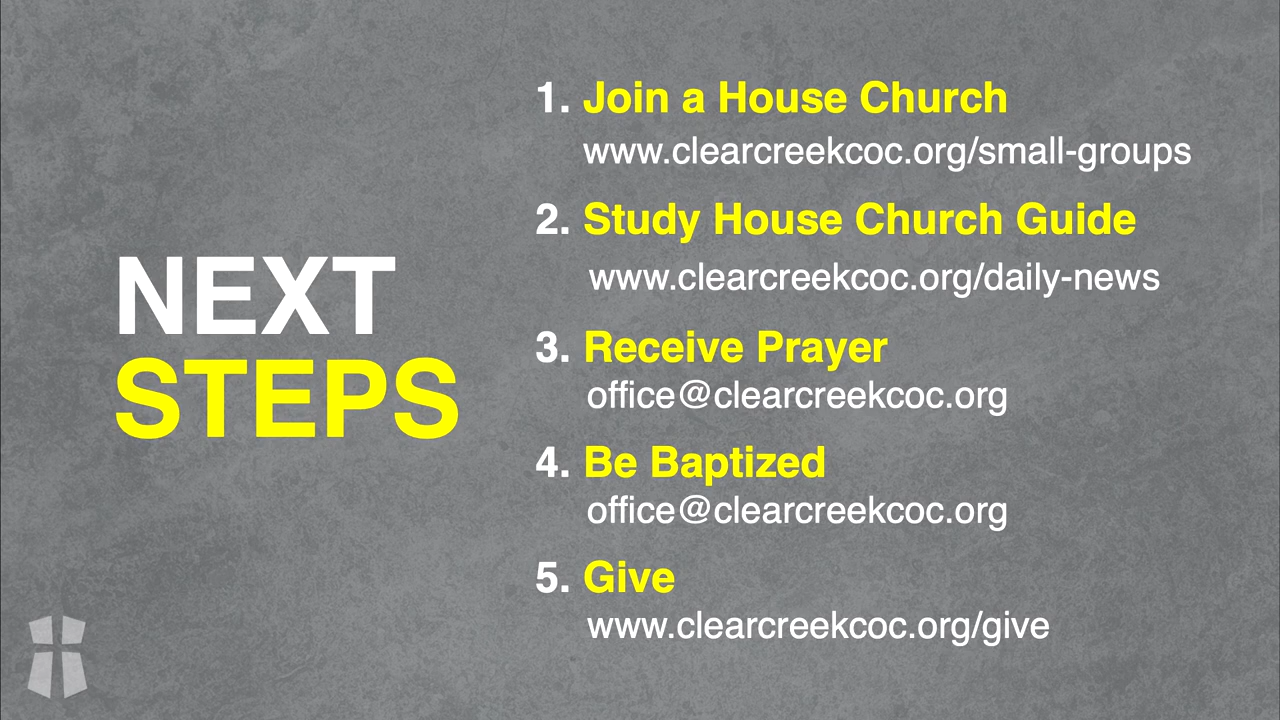 NEXT
STEPS
1. Join a House Church
www.clearcreekcoc.org/small-groups
2. Study House Church Guide
www.clearcreekcoc.org/daily-news
3. Receive Prayer
office@clearcreekcoc.org
4. Be Baptized
office@clearcreekcoc.org
5. Give
www.clearcreekcoc.org/give